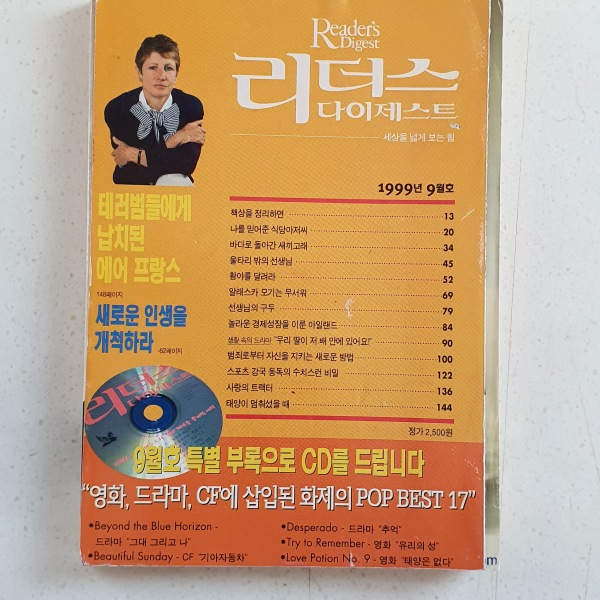 Reader's
Digest
리더스
다이제스트
세상을 넓게 보는 힘
1999년 9월호
테러범들에게
납치된
에어 프랑스
148페이지
새로운 인생을
개척하라
-62페이지
책상을 정리하면 13
나를 믿어준 식당아저씨 20
바다로 돌아간 새끼고래 34
울타리 밖의 선생님 45
황야를 달려라 52
알래스카 모기는 무서워 69
선생님의 구두 79
놀라운 경제성장을 이룬 아일랜드 84
생활 속의 드라마 "우리 딸이 저 배 안에 있어요!" 90
범죄로부터 자신을 지키는 새로운 방법 100
스포츠 강국 동독의 수치스런 비밀 122
사랑의 트랙터 136
태양이 멈춰섰을 때 144
정가 2,500원
리더스
9월호 특별 부록으로 CD를 드립니다
"영화, 드라마, CF에 삽입된 화제의 POP BEST 17"
•Beyond the Blue Horizon -
드라마 "그대 그리고 나"
•Beautiful Sunday - CF "기아자동차"
•Desperado - 드라마 "추억"
•Try to Remember - 영화 "유리의 성"
•Love Potion No. 9 - 영화 "태양은 없다"
om